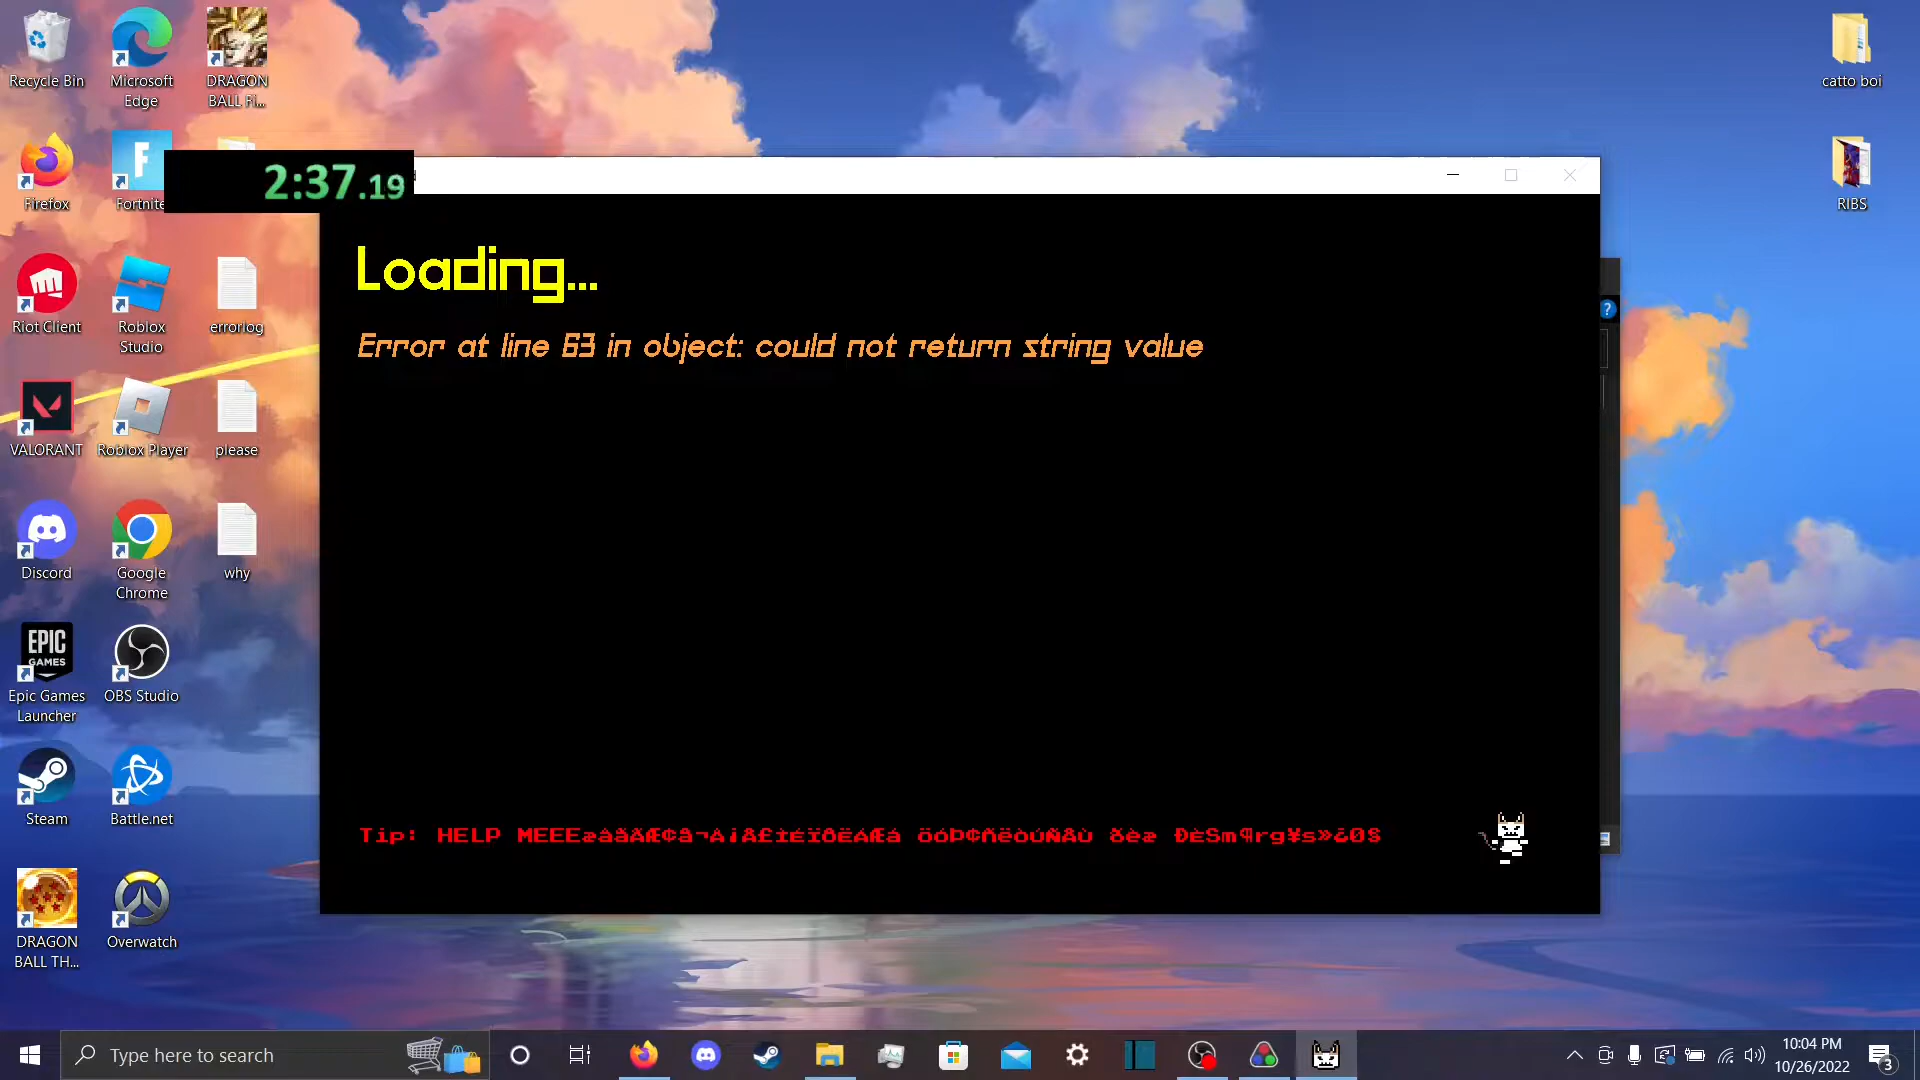 Recycle Bin
Microsoft
Edge
DRAGON
BALL Fi...
catto boi
Firefox
Fortnite
2:37.19
RIBS
Loading...
Error at line 63 in object: could not return string value
Riot Client
Roblox
Studio
errorlog
VALORANT
Roblox Player
please
Discord
Google
Chrome
why
EPIC
GAMES
Epic Games
Launcher
OBS Studio
Steam
Battle.net
Tip: HELP MEEE
DRAGON
BALL TH...
Overwatch
Type here to search
10:04 PM
10/26/2022
3